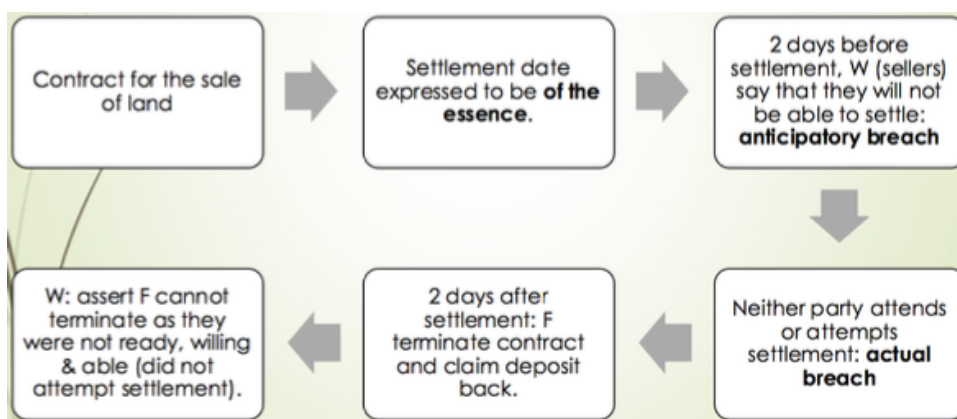 Contract for the sale
of land
Settlement date
expressed to be of the
essence.
2 days before
settlement, W (sellers)
say that they will not
be able to settle:
anticipatory breach
Neither party attends
or attempts
settlement: actual
breach
2 days after
settlement: F
terminate contract
and claim deposit
back.
W: assert F cannot
terminate as they
were not ready, willing
& able (did not
attempt settlement).